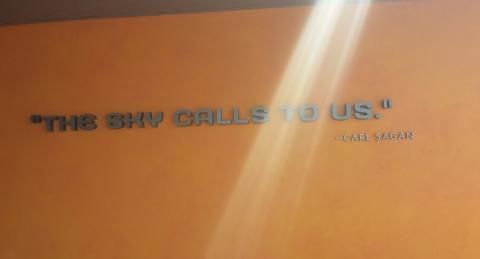 "THE SKY CALLS TO US."
-CARL SAGAN